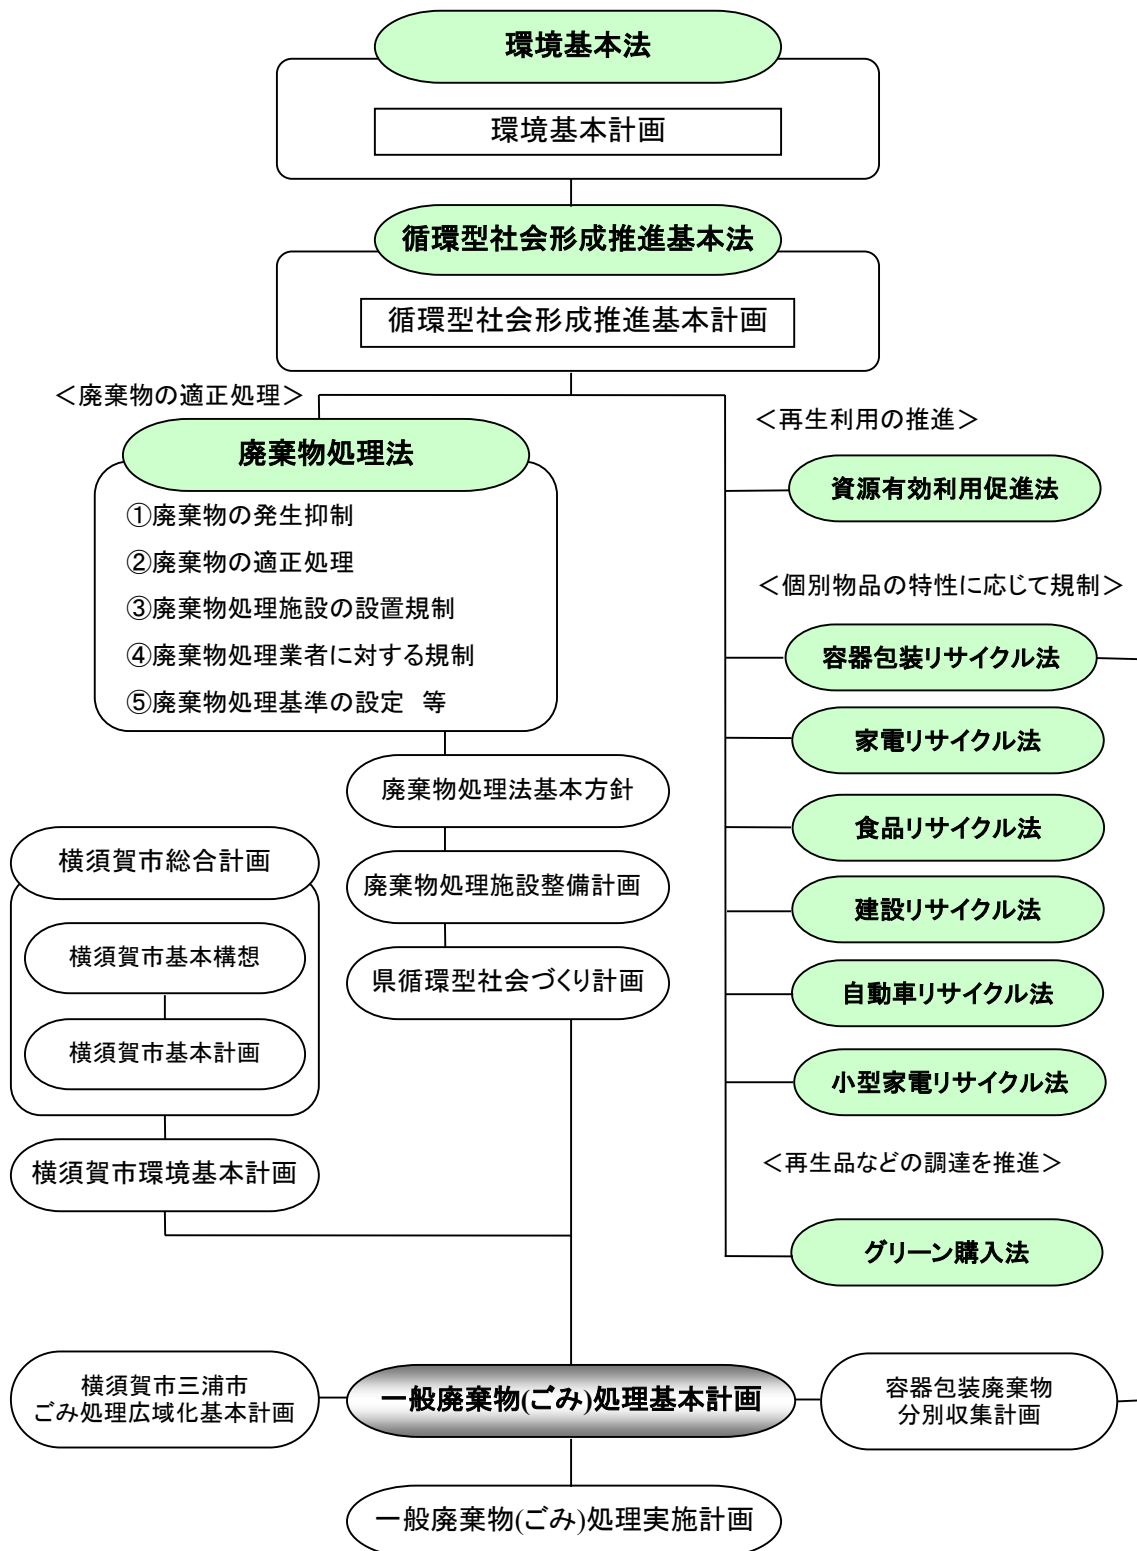 環境基本法
環境基本計画
循環型社会形成推進基本法
循環型社会形成推進基本計画
＜廃棄物の適正処理＞
廃棄物処理法
①廃棄物の発生抑制
②廃棄物の適正処理
③廃棄物処理施設の設置規制
④廃棄物処理業者に対する規制
⑤廃棄物処理基準の設定　等
＜再生利用の推進＞
資源有効利用促進法
＜個別物品の特性に応じて規制＞
容器包装リサイクル法
家電リサイクル法
食品リサイクル法
建設リサイクル法
自動車リサイクル法
小型家電リサイクル法
＜再生品などの調達を推進＞
グリーン購入法
廃棄物処理法基本方針
廃棄物処理施設整備計画
県循環型社会づくり計画
横須賀市総合計画
横須賀市基本構想
横須賀市基本計画
横須賀市環境基本計画
横須賀市三浦市
ごみ処理広域化基本計画
一般廃棄物(ごみ)処理基本計画
容器包装廃棄物
分別収集計画
一般廃棄物(ごみ)処理実施計画